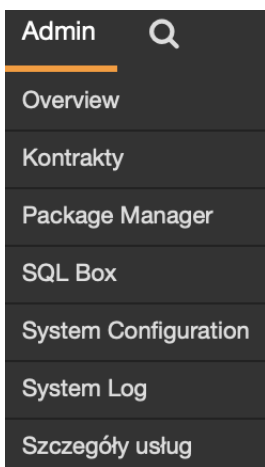 Admin
Overview
Kontrakty
Package Manager
SQL Box
System Configuration
System Log
Szczegóły usług